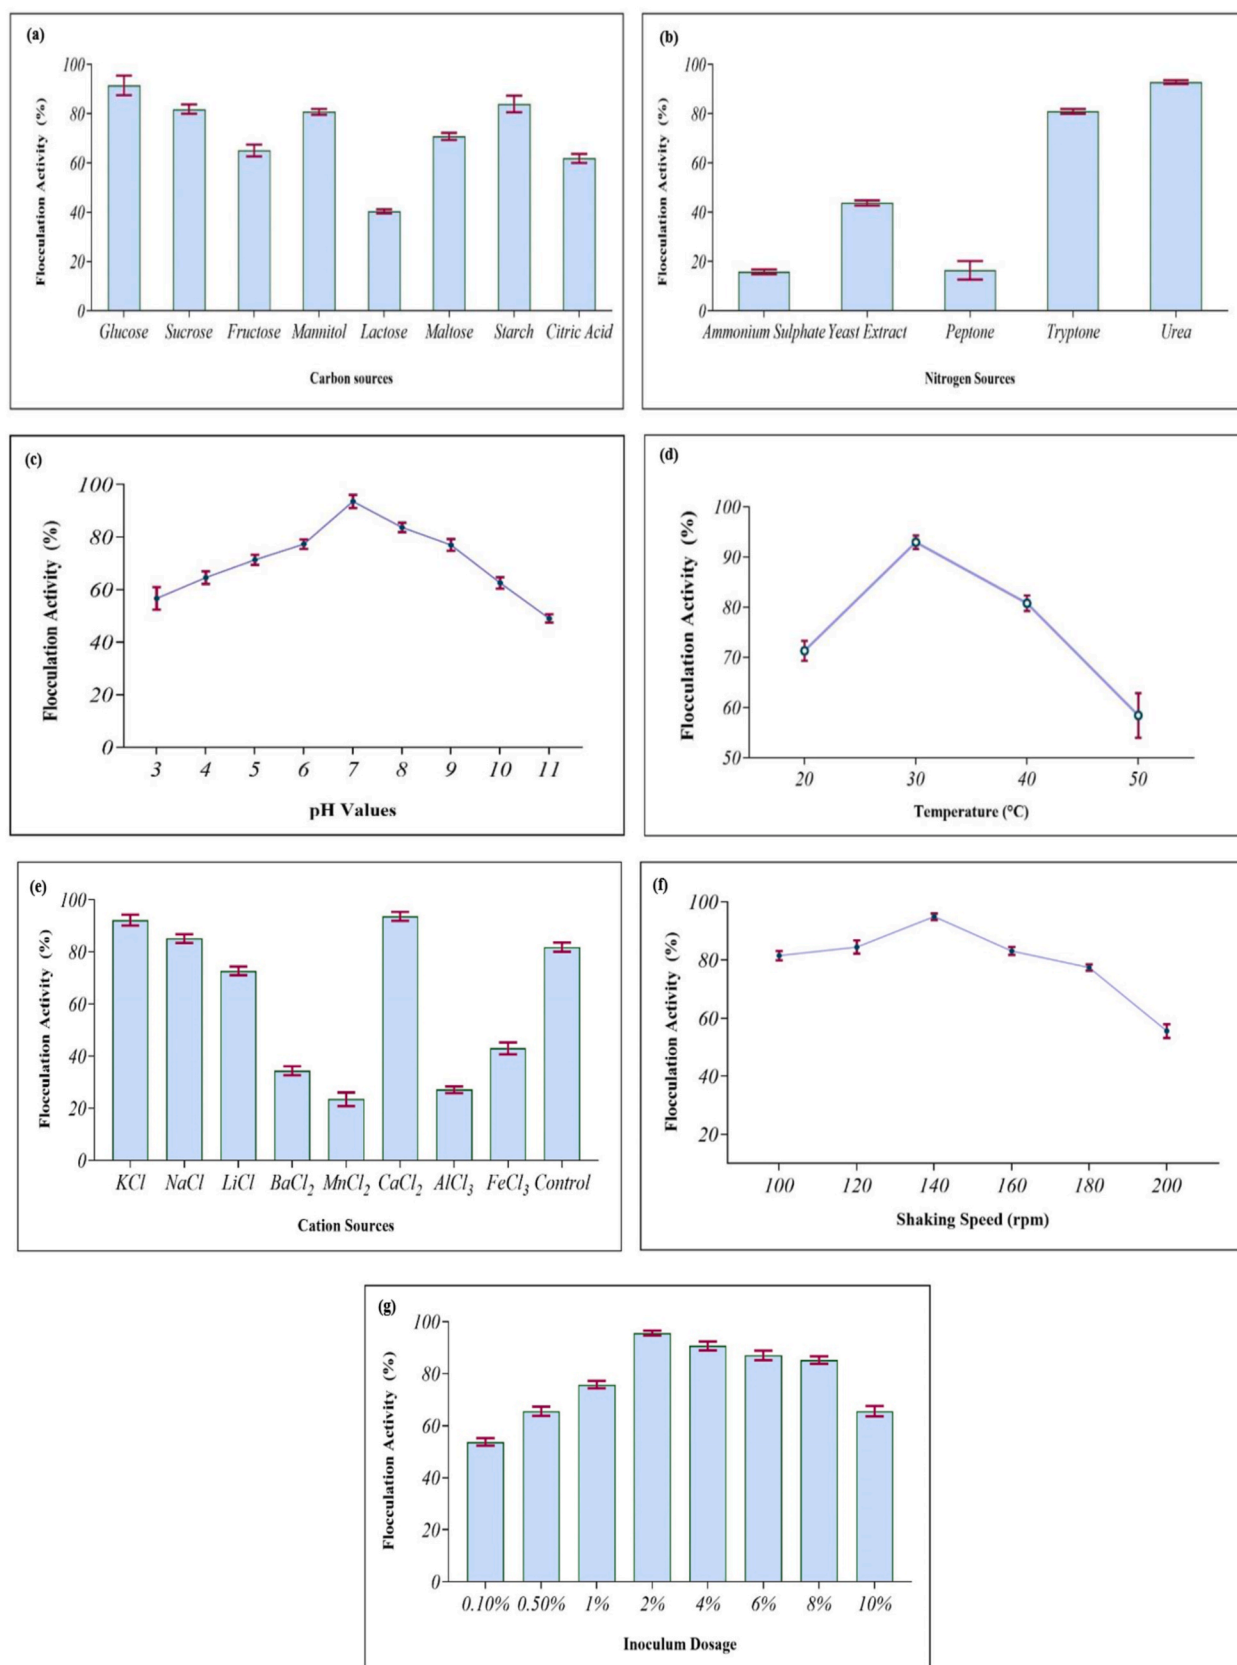 (a)
100
80
60
40
20
0
Flocculation Activity (%)
Glucose Sucrose Fructose Mannitol Lactose Maltose Starch Citric Acid
Carbon sources
(b)
100
80
60
40
20
0
Flocculation Activity (%)
Ammonium Sulphate Yeast Extract Peptone Tryptone Urea
Nitrogen Sources
(c)
100
80
60
40
20
0
Flocculation Activity (%)
3 4 5 6 7 8 9 10 11
pH Values
(d)
100
90
80
70
60
50
Flocculation Activity (%)
20 30 40 50
Temperature (°C)
(e)
100
80
60
40
20
0
Flocculation Activity (%)
KCl NaCl LiCl BaCl2 MnCl2 CaCl2 AlCl3 FeCl3 Control
Cation Sources
(f)
100
80
60
40
20
Flocculation Activity (%)
100 120 140 160 180 200
Shaking Speed (rpm)
(g)
100
80
60
40
20
0
Flocculation Activity (%)
0.10% 0.50% 1% 2% 4% 6% 8% 10%
Inoculum Dosage